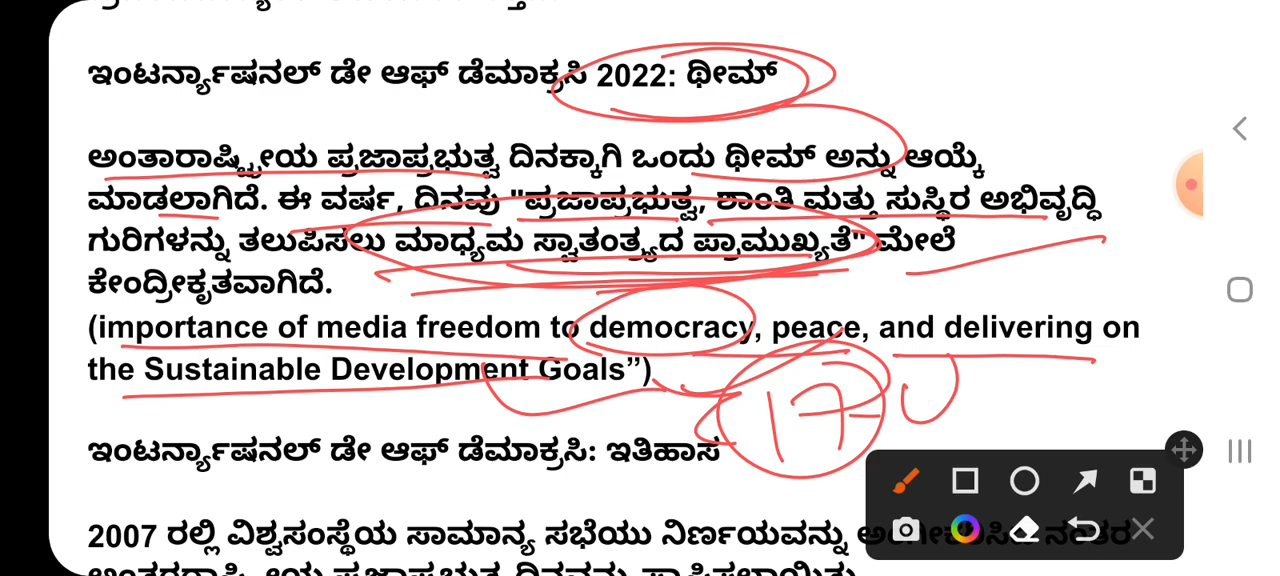 ಇಂಟರ್ನ್ಯಾಷನಲ್ ಡೇ ಆಫ್ ಡೆಮಾಕ್ರಸಿ 2022: ಥೀಮ್
ಅಂತಾರಾಷ್ಟ್ರೀಯ ಪ್ರಜಾಪ್ರಭುತ್ವ ದಿನಕ್ಕಾಗಿ ಒಂದು ಥೀಮ್ ಅನ್ನು ಆಯ್ಕೆ
ಮಾಡಲಾಗಿದೆ. ಈ ವರ್ಷ, ದಿನವು "ಪ್ರಜಾಪ್ರಭುತ್ವ, ಶಾಂತಿ ಮತ್ತು ಸುಸ್ಥಿರ ಅಭಿವೃದ್ಧಿ
ಗುರಿಗಳನ್ನು ತಲುಪಿಸಲು ಮಾಧ್ಯಮ ಸ್ವಾತಂತ್ರ್ಯದ ಪ್ರಾಮುಖ್ಯತೆ" ಮೇಲೆ
ಕೇಂದ್ರೀಕೃತವಾಗಿದೆ.
(importance of media freedom to democracy, peace, and delivering on
the Sustainable Development Goals”)
17
ಇಂಟರ್ನ್ಯಾಷನಲ್ ಡೇ ಆಫ್ ಡೆಮಾಕ್ರಸಿ: ಇತಿಹಾಸ
2007 ರಲ್ಲಿ ವಿಶ್ವಸಂಸ್ಥೆಯ ಸಾಮಾನ್ಯ ಸಭೆಯು ನಿರ್ಣಯವನ್ನು